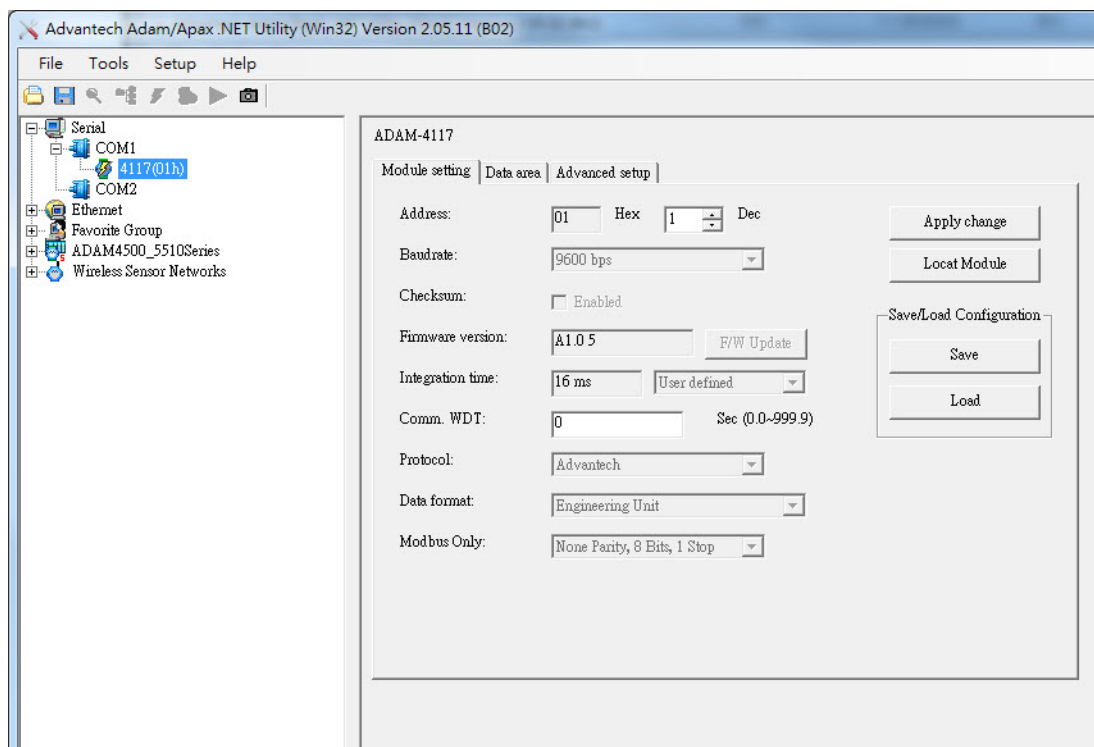 Advantech Adam/Apax .NET Utility (Win32) Version 2.05.11 (B02)
File Tools Setup Help
Serial
COM1
4117(01h)
COM2
Ethernet
Favorite Group
ADAM4500_5510Series
Wireless Sensor Networks
ADAM-4117
Module setting Data area Advanced setup
Address: 01 Hex 1 Dec
Baudrate: 9600 bps
Checksum: Enabled
Firmware version: A1.0 5 F/W Update
Integration time: 16 ms User defined
Comm. WDT: 0 Sec (0.0~999.9)
Protocol: Advantech
Data format: Engineering Unit
Modbus Only: None Parity, 8 Bits, 1 Stop
Apply change
Locat Module
Save/Load Configuration
Save
Load